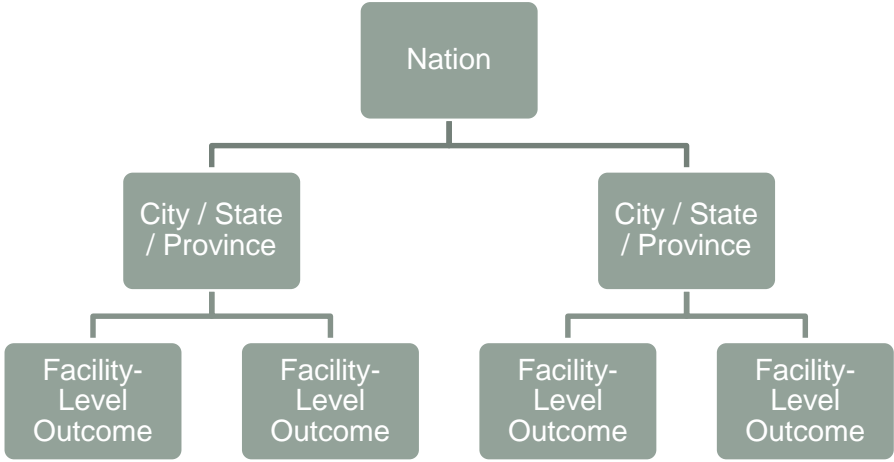 Nation
City / State
/ Province
City / State
/ Province
Facility-
Level
Outcome
Facility-
Level
Outcome
Facility-
Level
Outcome
Facility-
Level
Outcome